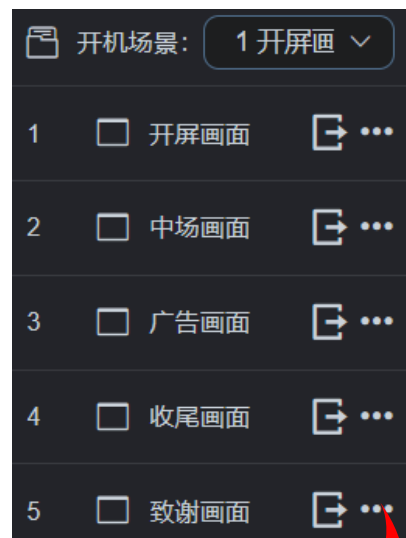 开机场景： 1 开屏画
1 开屏画面
2 中场画面
3 广告画面
4 收尾画面
5 致谢画面